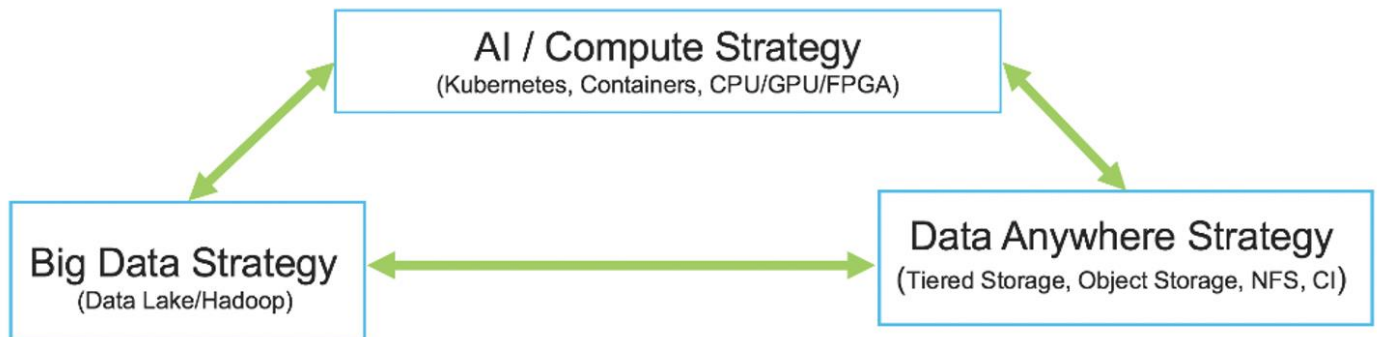 AI / Compute Strategy
(Kubernetes, Containers, CPU/GPU/FPGA)
Big Data Strategy
(Data Lake/Hadoop)
Data Anywhere Strategy
(Tiered Storage, Object Storage, NFS, CI)